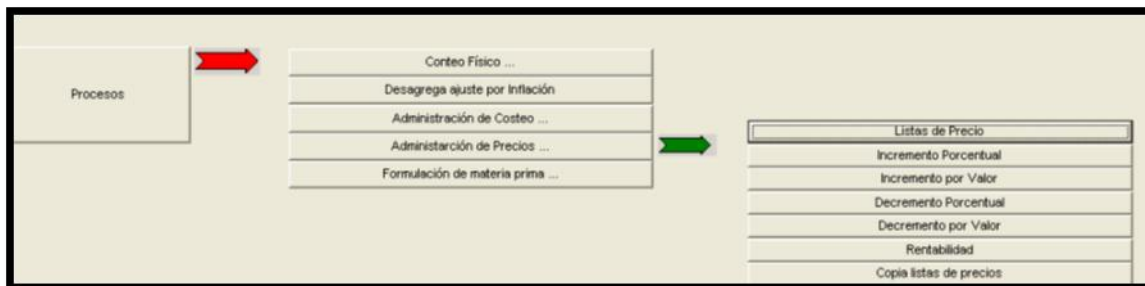 Procesos
Conteo Físico ...
Desagrega ajuste por Inflación
Administración de Costeo ...
Administarción de Precios ...
Formulación de materia prima ...
Listas de Precio
Incremento Porcentual
Incremento por Valor
Decremento Porcentual
Decremento por Valor
Rentabilidad
Copia listas de precios